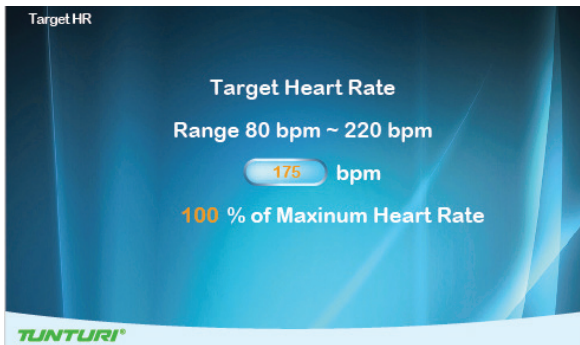 Target HR
Target Heart Rate
Range 80 bpm ~ 220 bpm
175 bpm
100 % of Maxinum Heart Rate
TUNTURI®